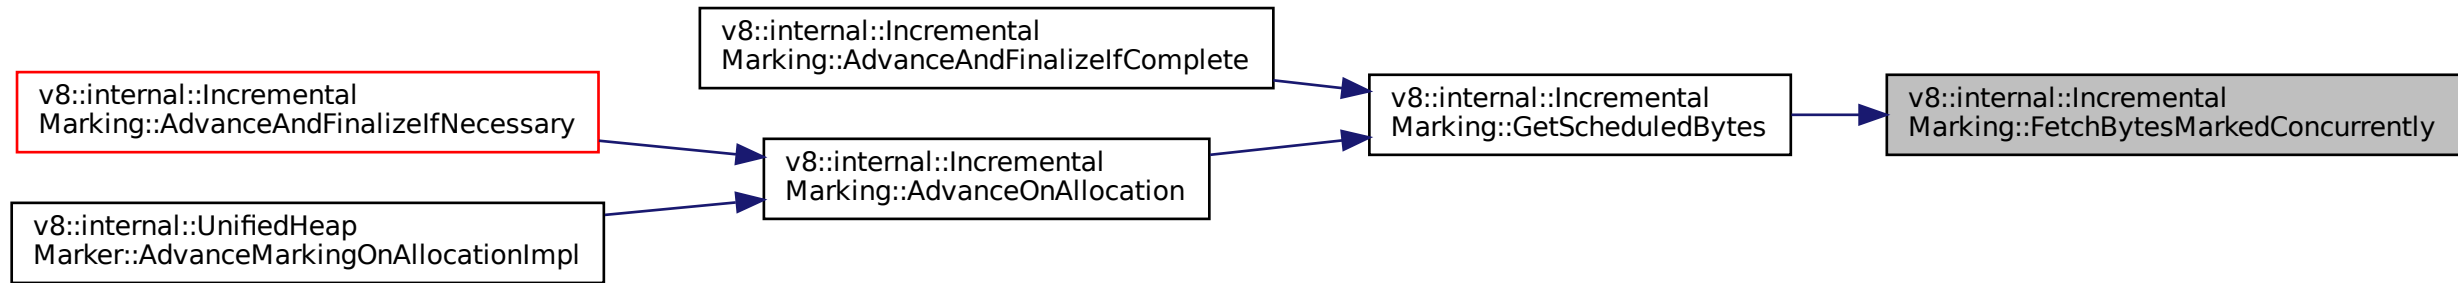 v8::internal::Incremental
Marking::AdvanceAndFinalizeIfComplete
v8::internal::Incremental
Marking::AdvanceAndFinalizeIfNecessary
v8::internal::Incremental
Marking::GetScheduledBytes
v8::internal::Incremental
Marking::FetchBytesMarkedConcurrently
v8::internal::Incremental
Marking::AdvanceOnAllocation
v8::internal::UnifiedHeap
Marker::AdvanceMarkingOnAllocationImpl